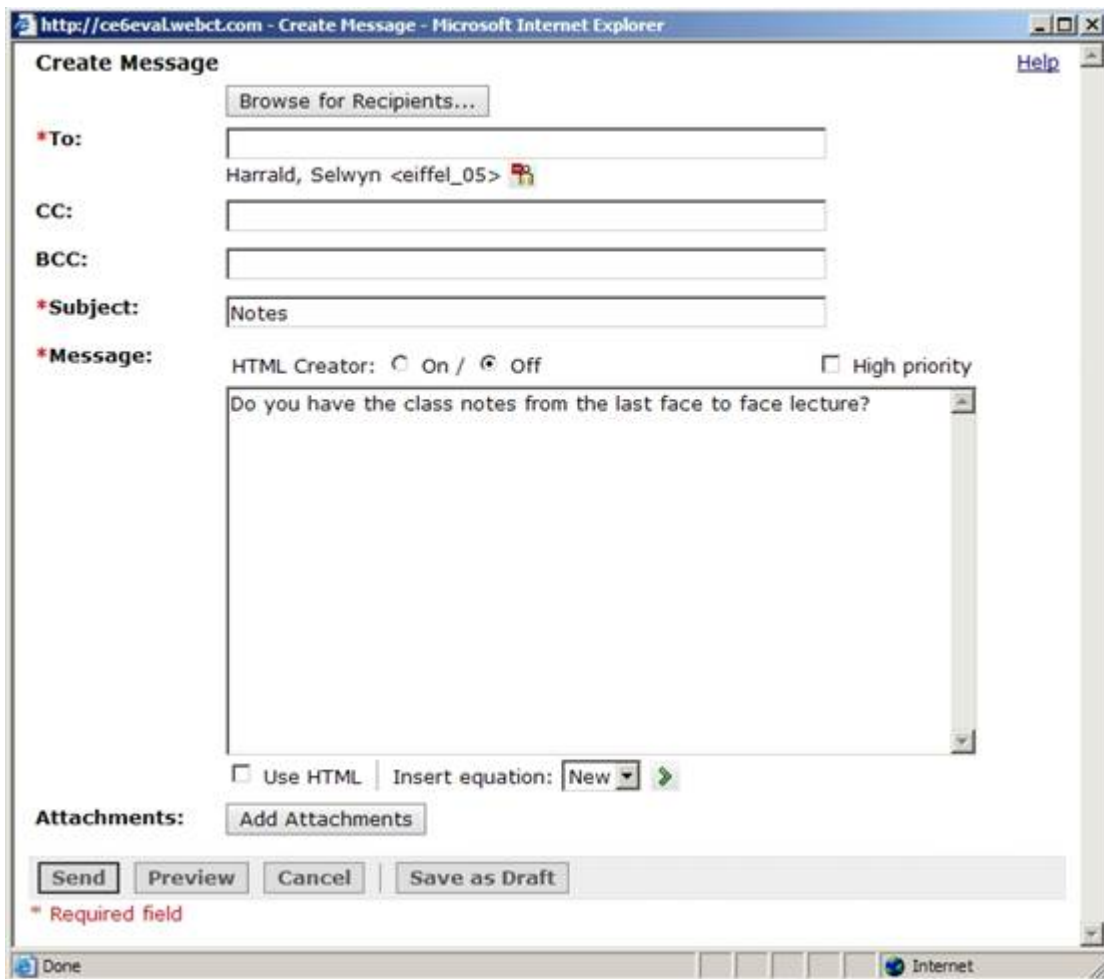 http://ce6eval.webct.com - Create Message - Microsoft Internet Explorer
Create Message Help
Browse for Recipients...
*To:
Harrald, Selwyn <eiffel_05>
CC:
BCC:
*Subject: Notes
*Message: HTML Creator: On / Off High priority
Do you have the class notes from the last face to face lecture?
Use HTML Insert equation: New
Attachments: Add Attachments
Send Preview Cancel Save as Draft
* Required field
Done Internet